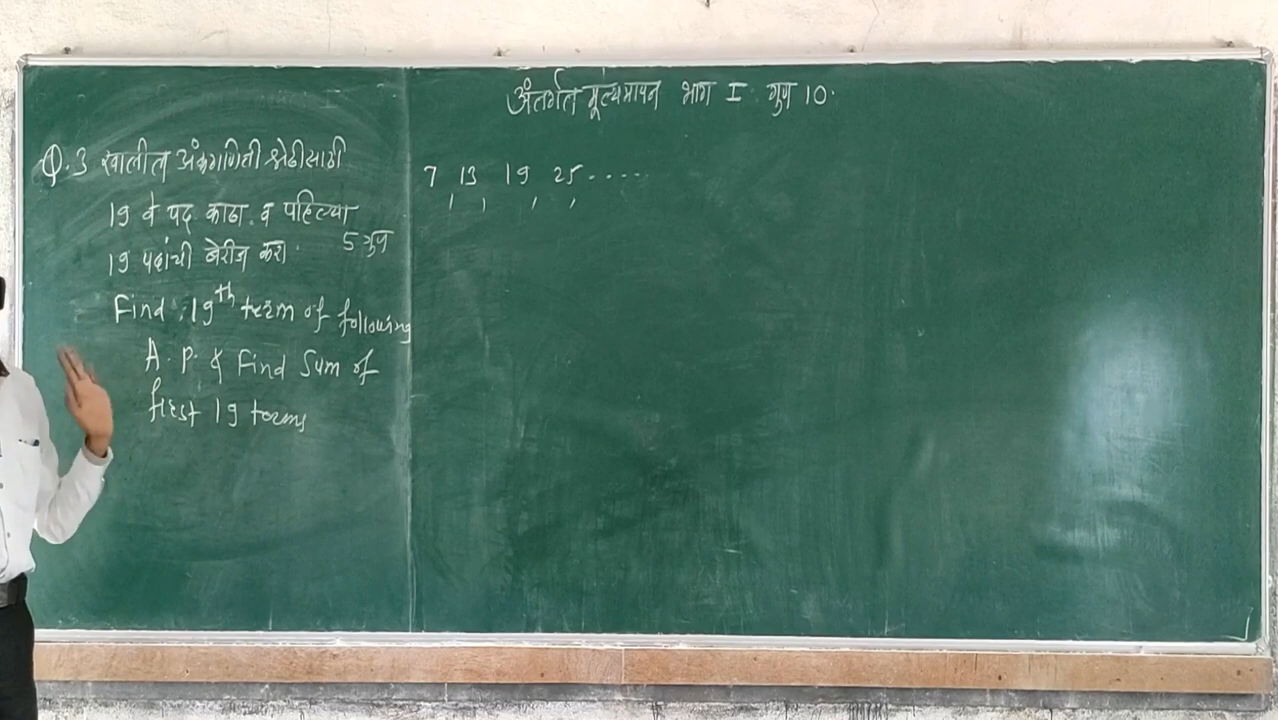 अंतर्गत मूल्यमापन भाग I गुण 10.
Q.3 खालील अंकगणिती श्रेढीसाठी
19 वे पद काढा. व पहिल्या
19 पदांची बेरीज करा. 5 गुण
Find 19th term of following
A.P. & Find Sum of
first 19 terms
7, 13, 19, 25, .....